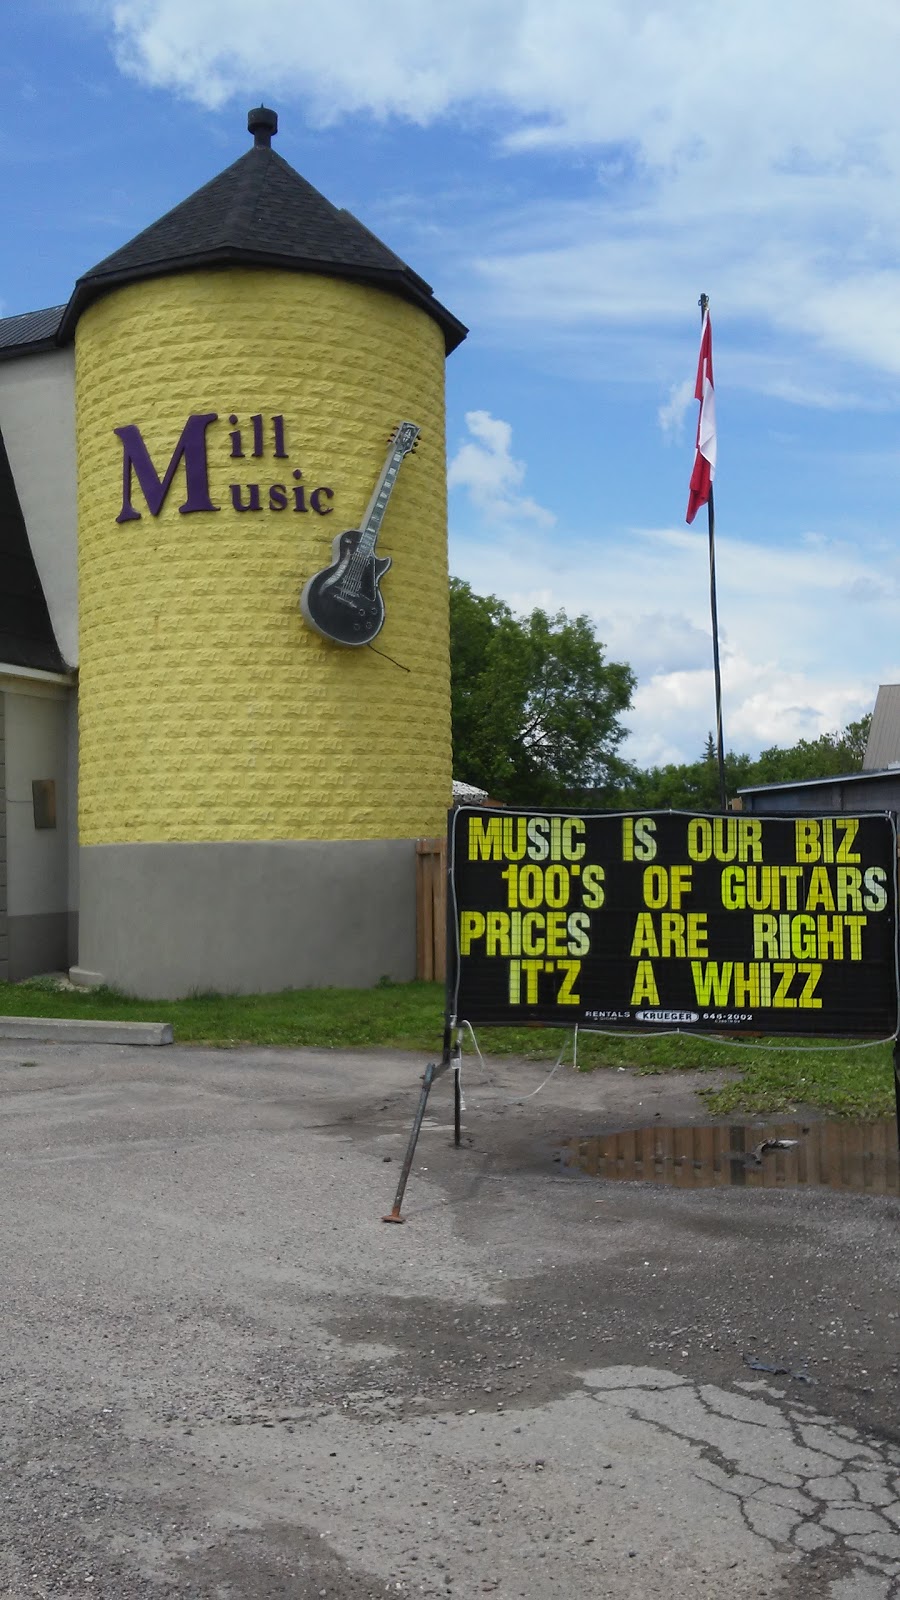 Mill
Music
MUSIC IS OUR BIZ
100'S OF GUITARS
PRICES ARE RIGHT
IT'Z A WHIZZ
RENTALS KRUEGER 646-2002